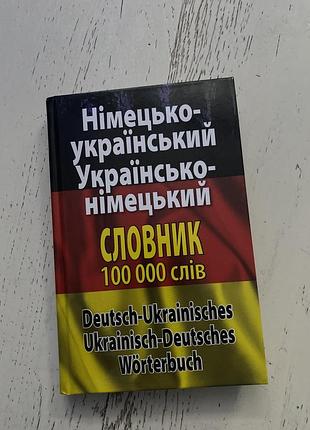 Німецько-
український
Українсько-
німецький
СЛОВНИК
100 000 слів
Deutsch-Ukrainisches
Ukrainisch-Deutsches
Wörterbuch